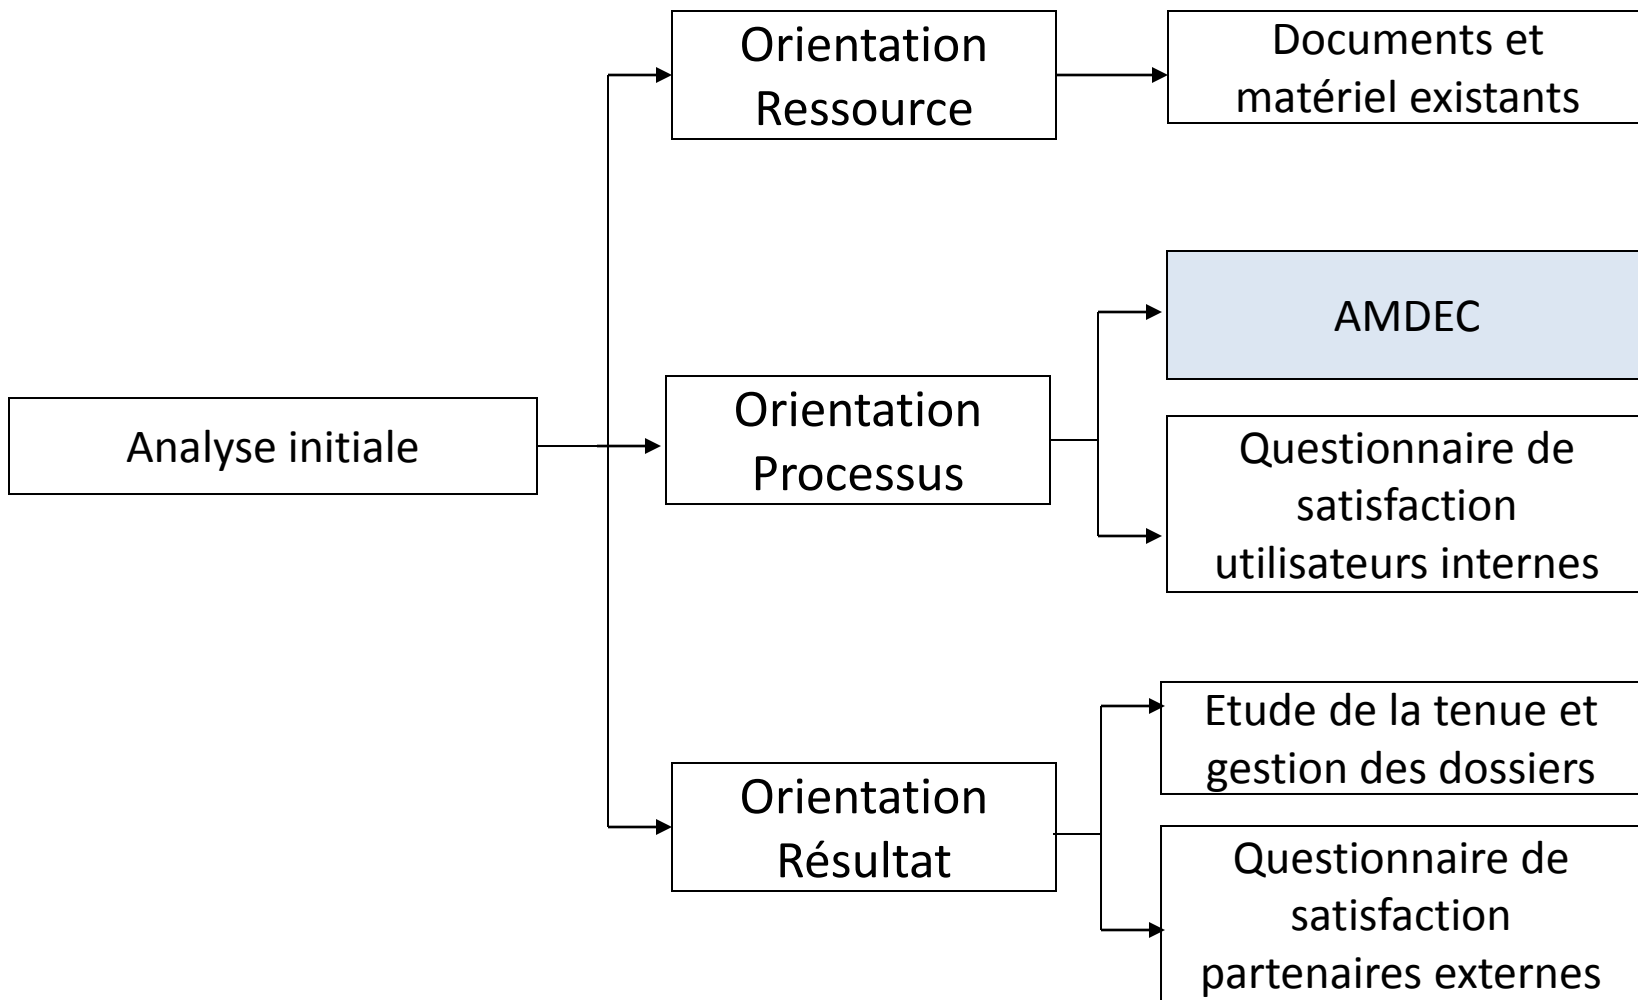 Analyse initiale
Orientation
Ressource
Documents et
matériel existants
Orientation
Processus
AMDEC
Questionnaire de
satisfaction
utilisateurs internes
Orientation
Résultat
Etude de la tenue et
gestion des dossiers
Questionnaire de
satisfaction
partenaires externes